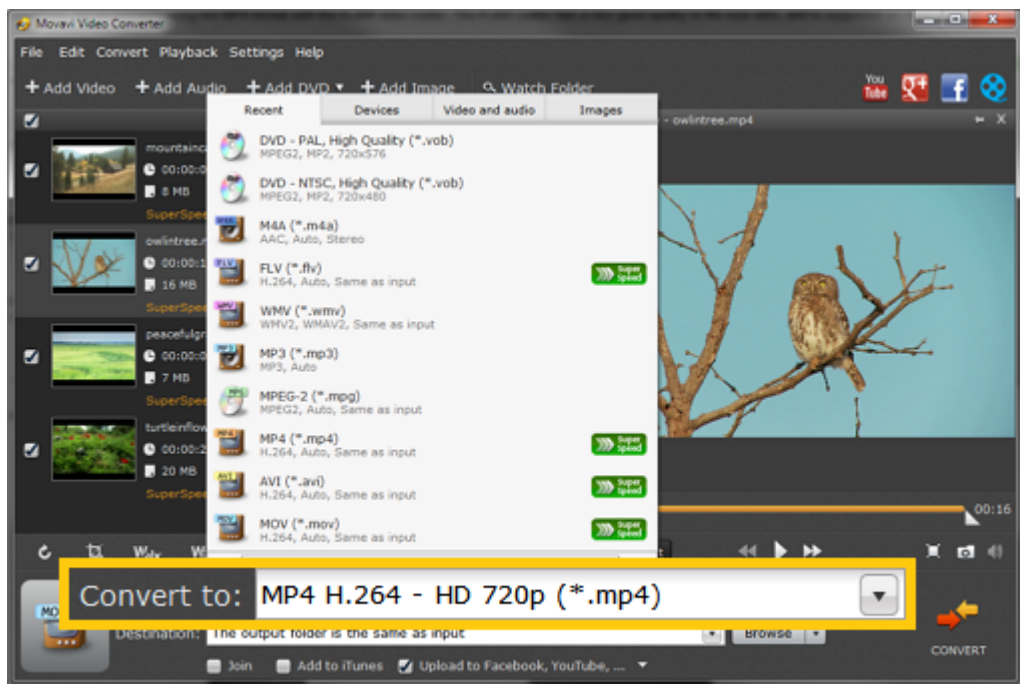 Movavi Video Converter
File Edit Convert Playback Settings Help
+ Add Video + Add Audio + Add DVD + Add Image Watch Folder
You Tube
Recent Devices Video and audio Images
- owlintree.mp4
DVD - PAL, High Quality (*.vob)
MPEG2, MP2, 720x576
8 MB
DVD - NTSC, High Quality (*.vob)
MPEG2, MP2, 720x480
M4A (*.m4a)
AAC, Auto, Stereo
FLV (*.flv)
H.264, Auto, Same as input
Super Speed
16 MB
WMV (*.wmv)
WMV2, WMAV2, Same as input
MP3 (*.mp3)
MP3, Auto
7 MB
MPEG-2 (*.mpg)
MPEG2, Auto, Same as input
MP4 (*.mp4)
H.264, Auto, Same as input
Super Speed
20 MB
AVI (*.avi)
H.264, Auto, Same as input
Super Speed
MOV (*.mov)
H.264, Auto, Same as input
Super Speed
00:16
Convert to: MP4 H.264 - HD 720p (*.mp4)
Destination: The output folder is the same as input Browse
CONVERT
Join Add to iTunes Upload to Facebook, YouTube, ...